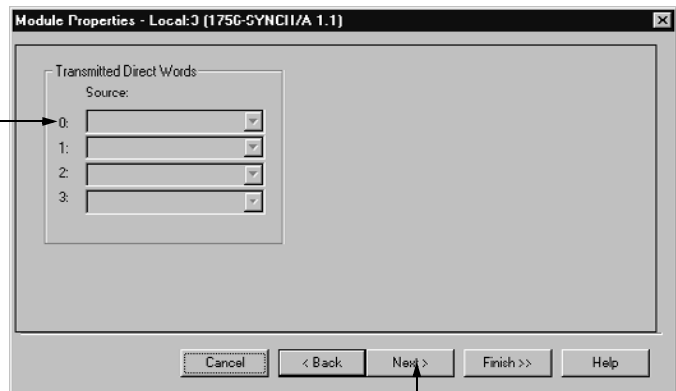 Module Properties - Local:3 (1756-SYNCH/A 1.1)
Transmitted Direct Words
Source:
0:
1:
2:
3:
Cancel
< Back
Next >
Finish >>
Help